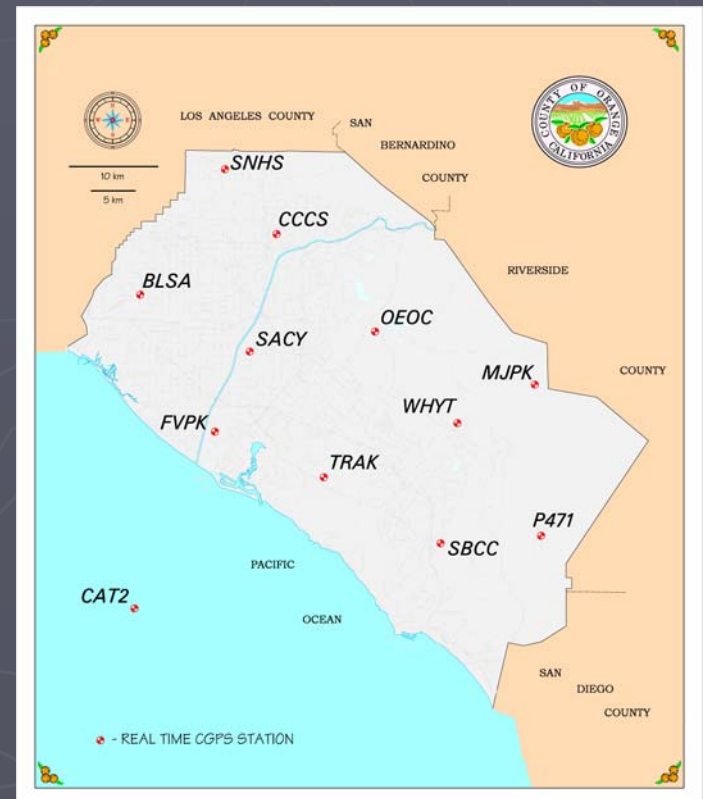 LOS ANGELES COUNTY
SAN
BERNARDINO
COUNTY
COUNTY OF ORANGE
CALIFORNIA
10 km
5 km
SNHS
CCCS
RIVERSIDE
BLSA
OEOC
SACY
MJPK
COUNTY
WHYT
FVPK
TRAK
P471
SBCC
PACIFIC
CAT2
OCEAN
SAN
DIEGO
COUNTY
- REAL TIME CGPS STATION